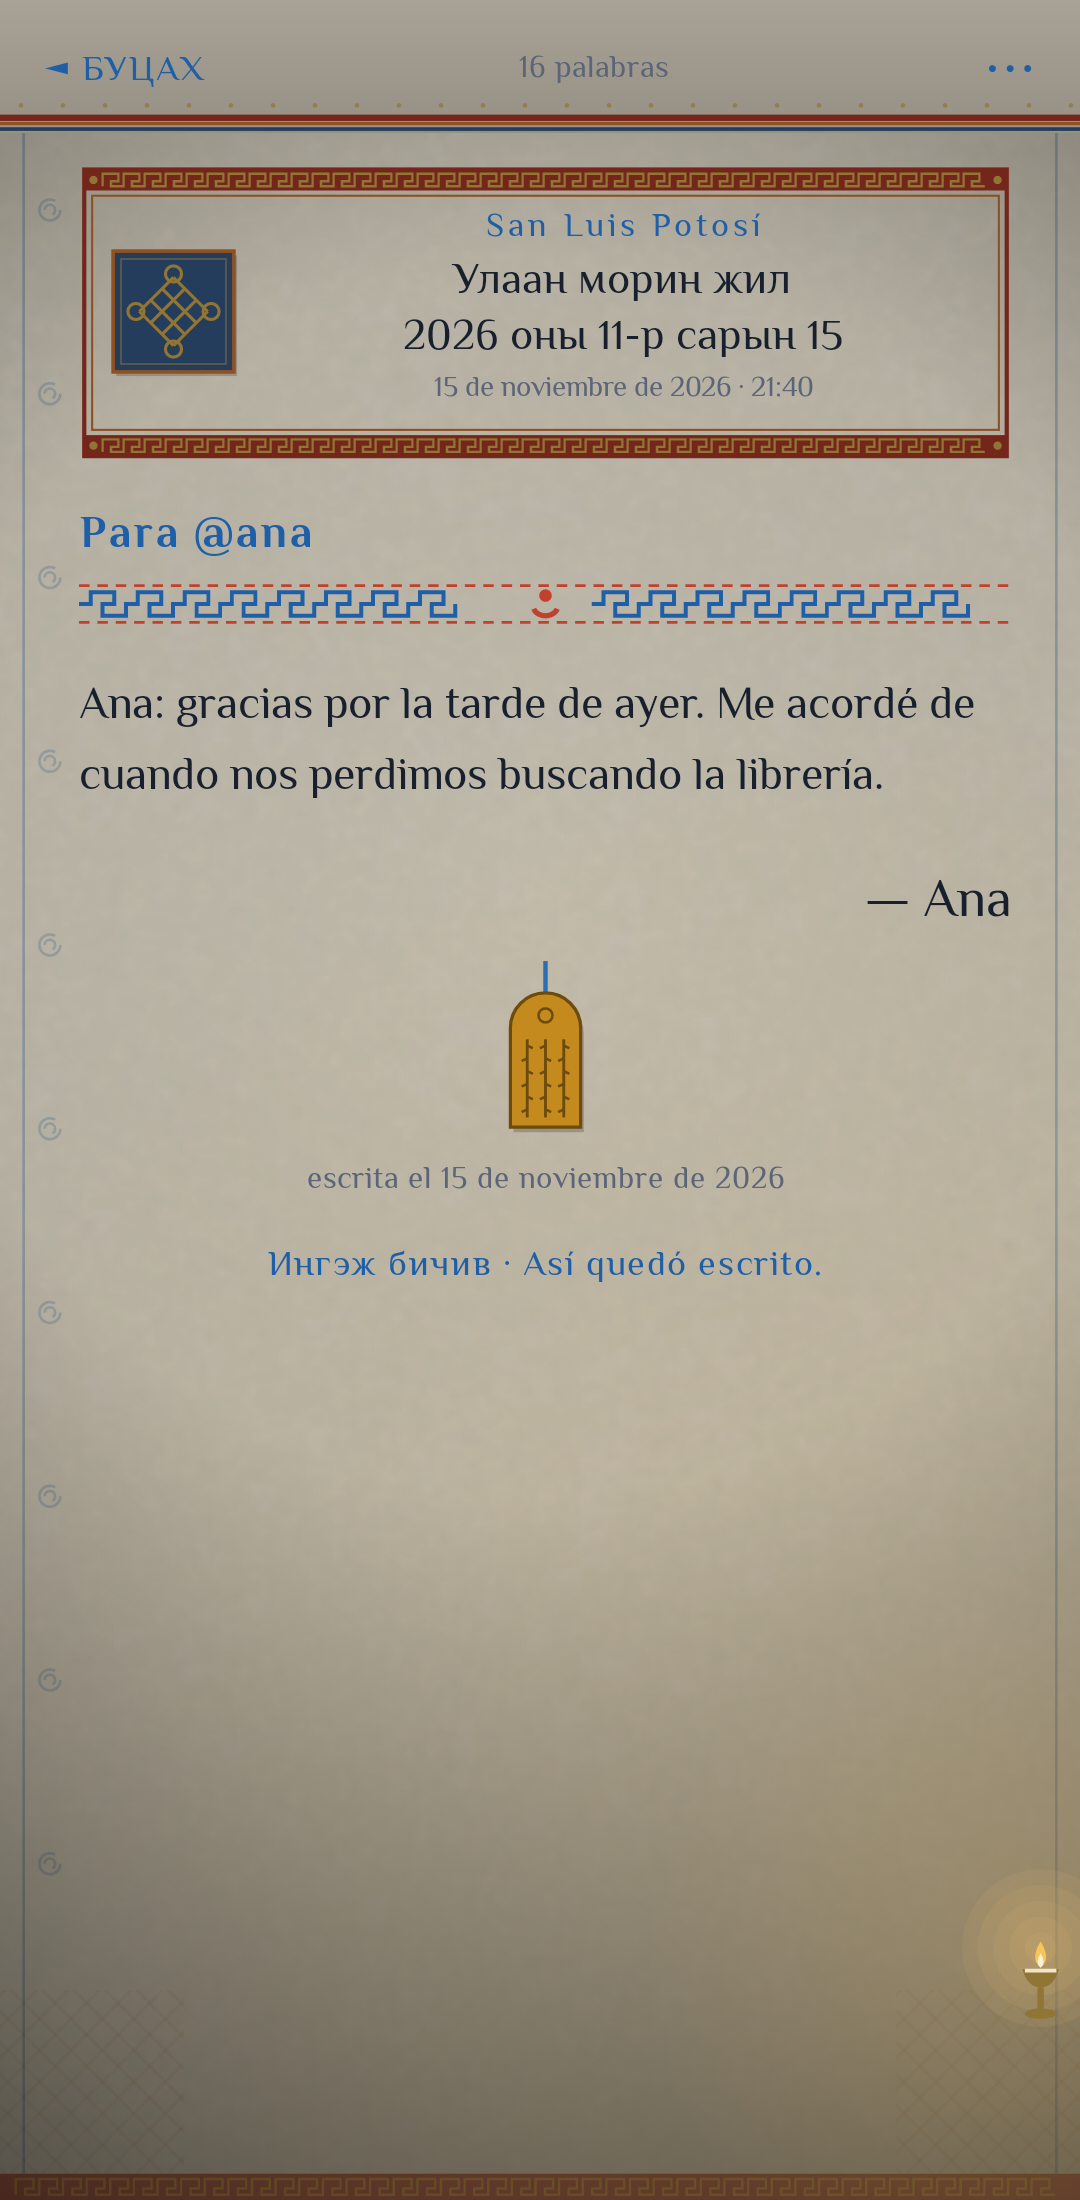 БУЦАХ
16 palabras
San Luis Potosí
Улаан морин жил
2026 оны 11-р сарын 15
15 de noviembre de 2026 · 21:40
Para @ana
Ana: gracias por la tarde de ayer. Me acordé de
cuando nos perdimos buscando la librería.
— Ana
escrita el 15 de noviembre de 2026
Ингэж бичив · Así quedó escrito.